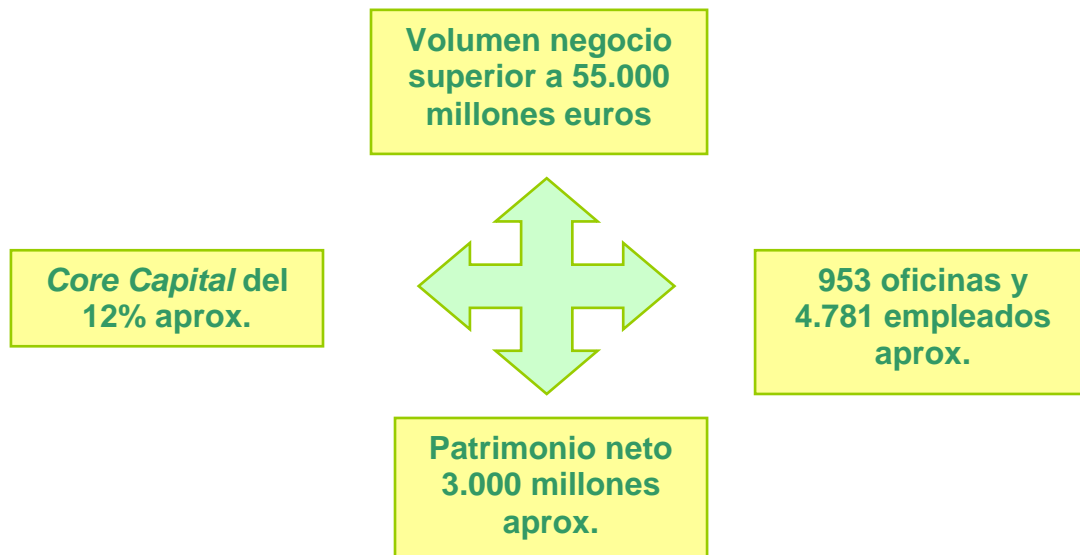 Volumen negocio
superior a 55.000
millones euros
Core Capital del
12% aprox.
953 oficinas y
4.781 empleados
aprox.
Patrimonio neto
3.000 millones
aprox.